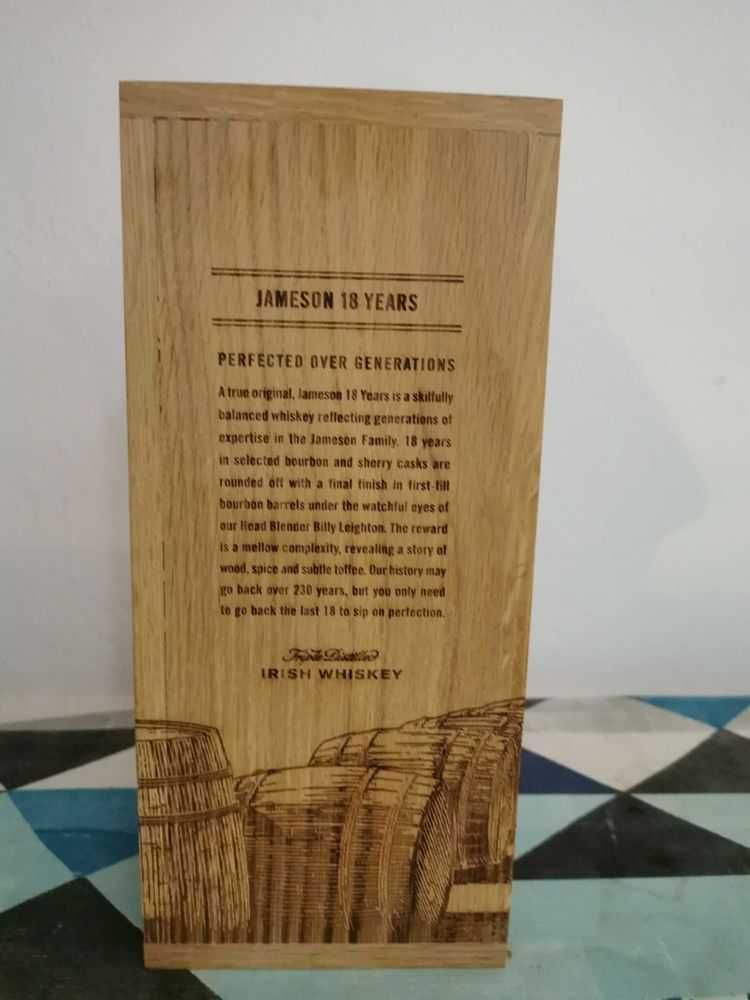 JAMESON 18 YEARS
PERFECTED OVER GENERATIONS
A true original, Jameson 18 Years is a skilfully
balanced whiskey reflecting generations of
expertise in the Jameson Family. 18 years
in selected bourbon and sherry casks are
rounded off with a final finish in first-fill
bourbon barrels under the watchful eyes of
our Head Blender Billy Leighton. The reward
is a mellow complexity, revealing a story of
wood, spice and subtle toffee. Our history may
go back over 230 years, but you only need
to go back the last 18 to sip on perfection.
Triple Distilled
IRISH WHISKEY